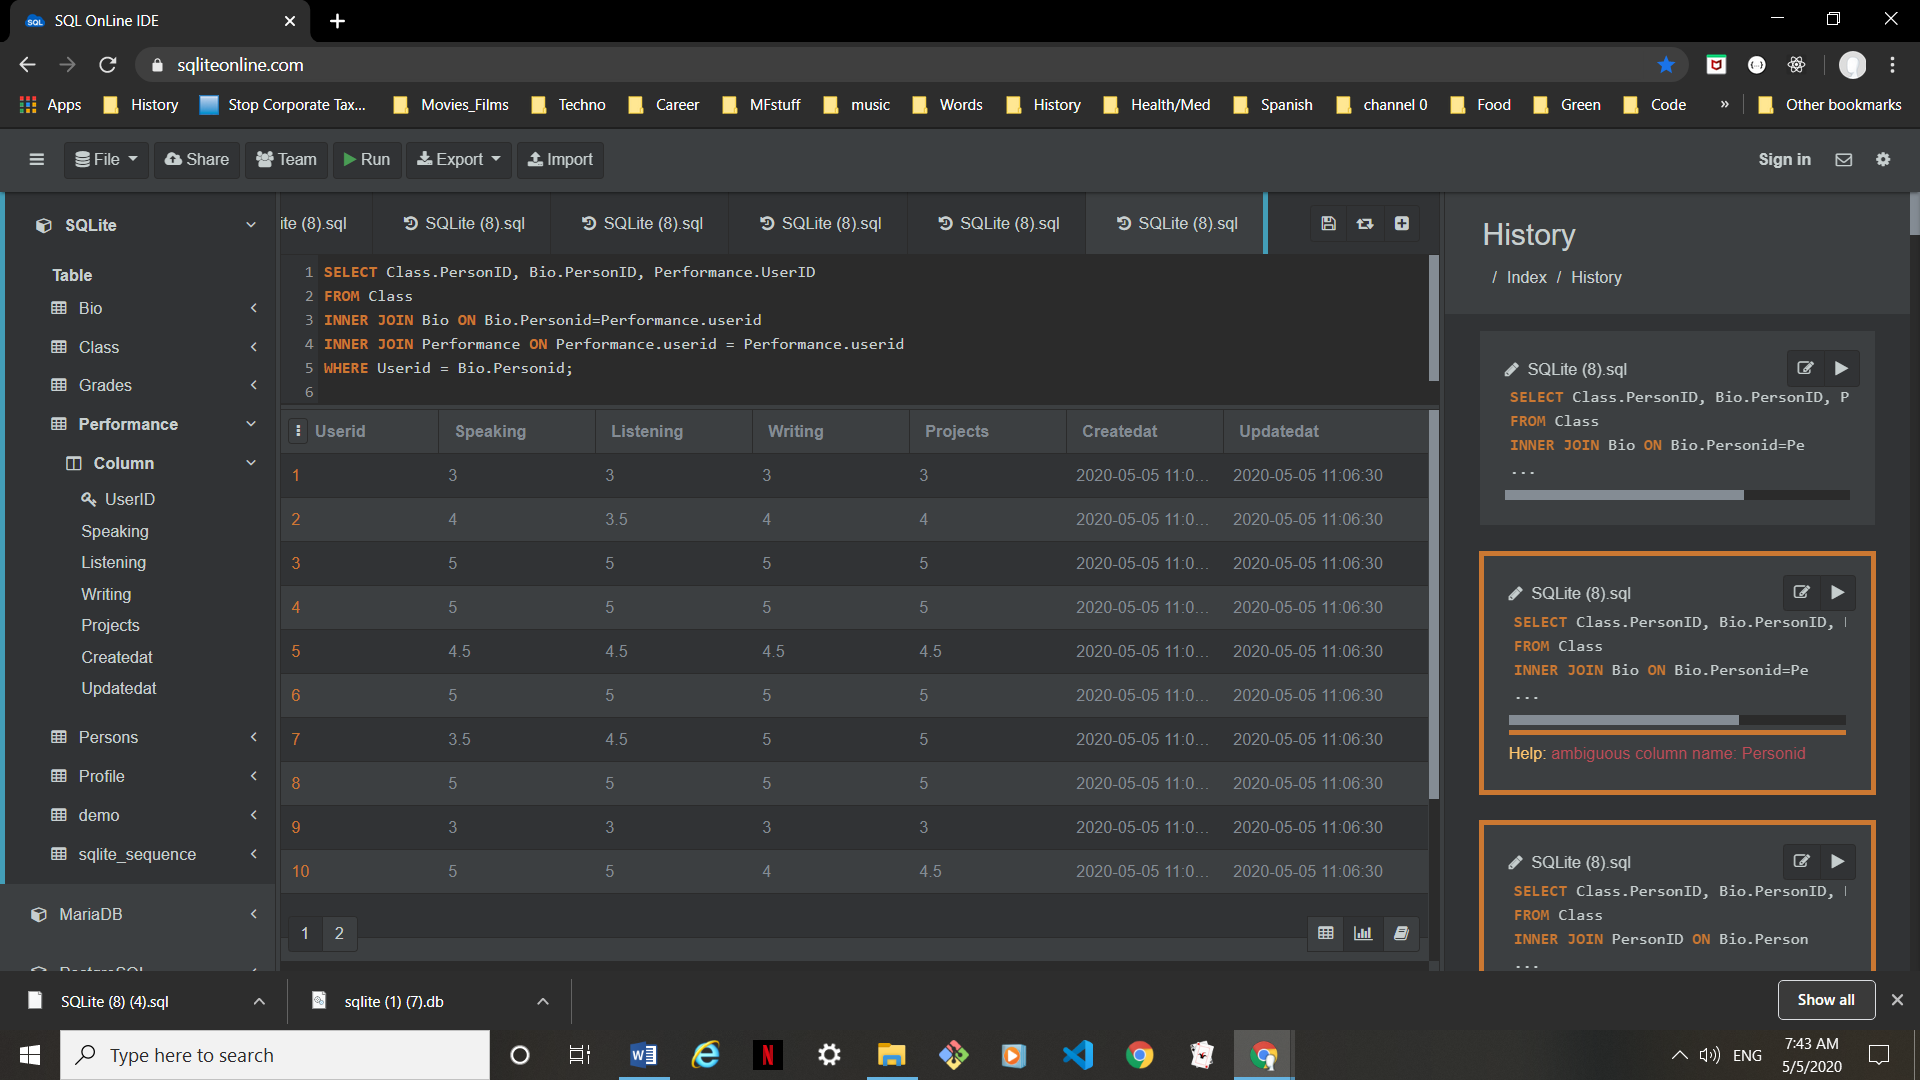 SQL OnLine IDE
sqliteonline.com
Apps History Stop Corporate Tax... Movies_Films Techno Career MFstuff music Words History Health/Med Spanish channel 0 Food Green Code » Other bookmarks
File Share Team Run Export Import Sign in
SQLite
Table
Bio
Class
Grades
Performance
Column
UserID
Speaking
Listening
Writing
Projects
Createdat
Updatedat
Persons
Profile
demo
sqlite_sequence
MariaDB
ite (8).sql SQLite (8).sql SQLite (8).sql SQLite (8).sql SQLite (8).sql SQLite (8).sql
1 SELECT Class.PersonID, Bio.PersonID, Performance.UserID
2 FROM Class
3 INNER JOIN Bio ON Bio.Personid=Performance.userid
4 INNER JOIN Performance ON Performance.userid = Performance.userid
5 WHERE Userid = Bio.Personid;
6
Userid Speaking Listening Writing Projects Createdat Updatedat
1 3 3 3 3 2020-05-05 11:0... 2020-05-05 11:06:30
2 4 3.5 4 4 2020-05-05 11:0... 2020-05-05 11:06:30
3 5 5 5 5 2020-05-05 11:0... 2020-05-05 11:06:30
4 5 5 5 5 2020-05-05 11:0... 2020-05-05 11:06:30
5 4.5 4.5 4.5 4.5 2020-05-05 11:0... 2020-05-05 11:06:30
6 5 5 5 5 2020-05-05 11:0... 2020-05-05 11:06:30
7 3.5 4.5 5 5 2020-05-05 11:0... 2020-05-05 11:06:30
8 5 5 5 5 2020-05-05 11:0... 2020-05-05 11:06:30
9 3 3 3 3 2020-05-05 11:0... 2020-05-05 11:06:30
10 5 5 4 4.5 2020-05-05 11:0... 2020-05-05 11:06:30
1 2
History
/ Index / History
SQLite (8).sql
SELECT Class.PersonID, Bio.PersonID, P
FROM Class
INNER JOIN Bio ON Bio.Personid=Pe
...
SQLite (8).sql
SELECT Class.PersonID, Bio.PersonID,
FROM Class
INNER JOIN Bio ON Bio.Personid=Pe
...
Help: ambiguous column name: Personid
SQLite (8).sql
SELECT Class.PersonID, Bio.PersonID,
FROM Class
INNER JOIN PersonID ON Bio.Person
...
SQLite (8) (4).sql sqlite (1) (7).db Show all
Type here to search
ENG
7:43 AM
5/5/2020